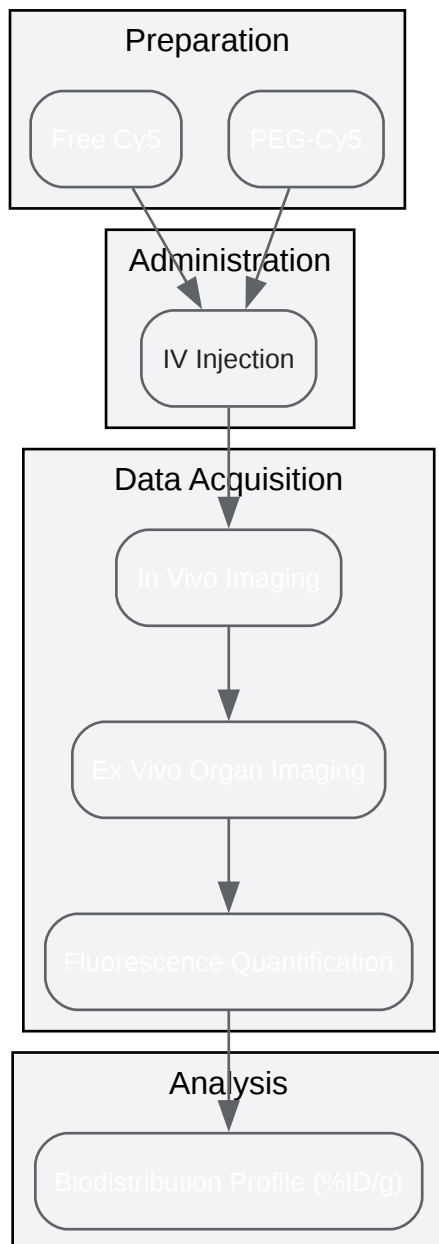 Preparation
Free Cy5
PEG-Cy5
Administration
IV Injection
Data Acquisition
In Vivo Imaging
Ex Vivo Organ Imaging
Fluorescence Quantification
Analysis
Biodistribution Profile (%ID/g)